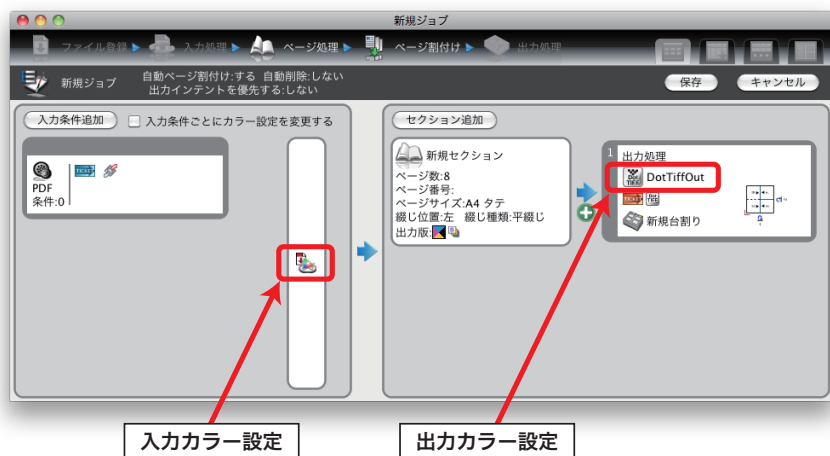 新規ジョブ
ファイル登録 入力処理 ページ処理 ページ割付け 出力処理
新規ジョブ 自動ページ割付け:する 自動削除:しない
出力インテントを優先する:しない
保存 キャンセル
入力条件追加 入力条件ごとにカラー設定を変更する
PDF
条件:0
TICKET
セクション追加
新規セクション
ページ数:8
ページ番号:
ページサイズ:A4 タテ
綴じ位置:左 綴じ種類:平綴じ
出力版:
1 出力処理
DotTiffOut
TICKET
新規台割り
入力カラー設定
出力カラー設定